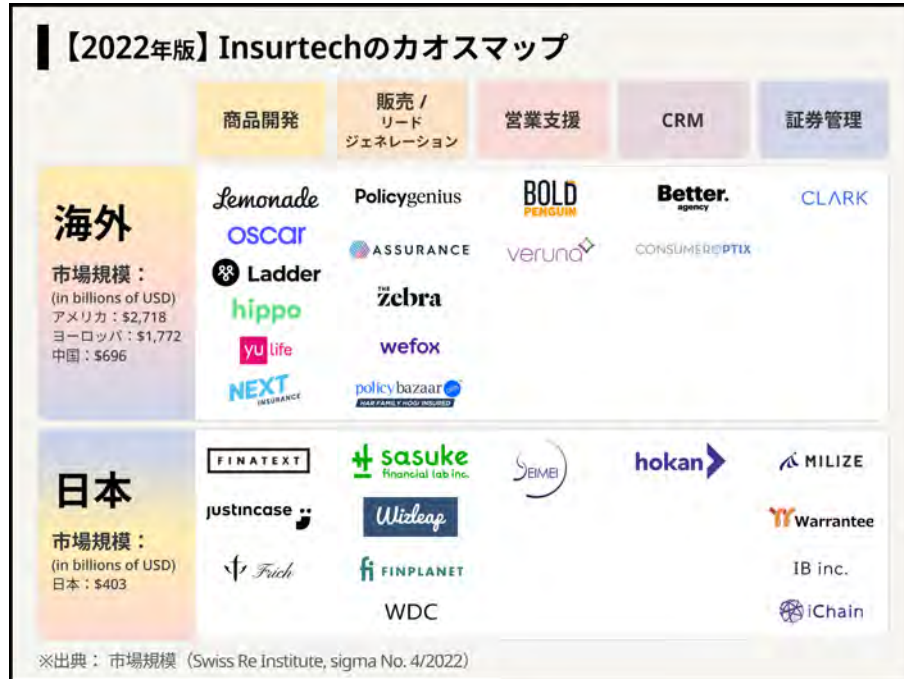 【2022年版】Insurtechのカオスマップ
商品開発
販売 /
リード
ジェネレーション
営業支援
CRM
証券管理
海外
市場規模：
(in billions of USD)
アメリカ：$2,718
ヨーロッパ：$1,772
中国：$696
Lemonade
oscar
Ladder
hippo
yu life
NEXT
INSURANCE
Policygenius
ASSURANCE
THE
zebra
wefox
policybazaar
HAR FAMILY HOGI INSURED
BOLD
PENGUIN
veruna
Better.
agency
CONSUMEROPTIX
CLARK
日本
市場規模：
(in billions of USD)
日本：$403
FINATEXT
justincase
Frich
sasuke
financial lab inc.
Wizleap
fi FINPLANET
WDC
SEIMEI
hokan
MILIZE
Warrantee
IB inc.
iChain
※出典： 市場規模（Swiss Re Institute, sigma No. 4/2022）